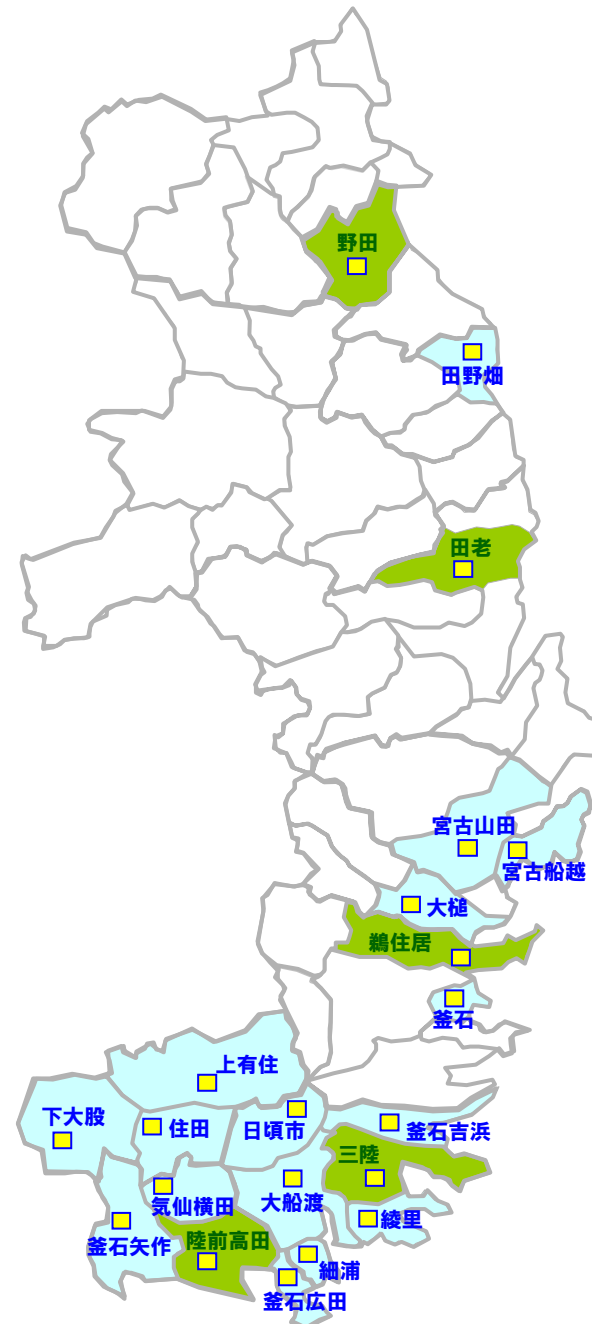 野田
田野畑
田老
宮古山田
宮古船越
大槌
鵜住居
釜石
上有住
下大股
住田
日頃市
釜石吉浜
三陸
気仙横田
大船渡
綾里
釜石矢作
陸前高田
細浦
釜石広田